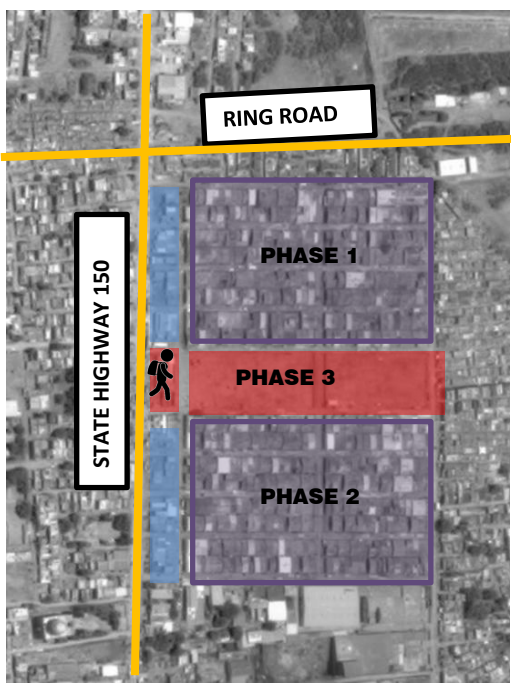 RING ROAD
STATE HIGHWAY 150
PHASE 1
PHASE 3
PHASE 2